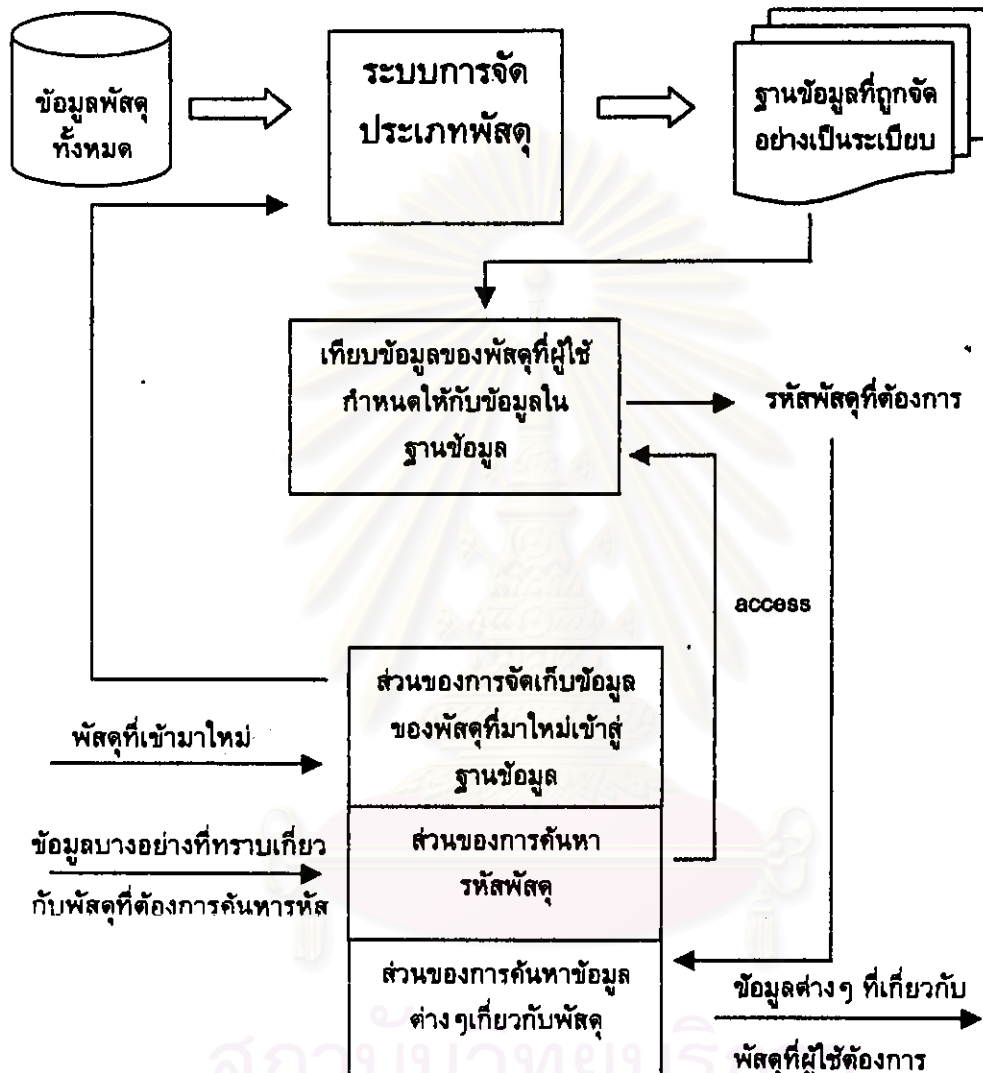 ข้อมูลพัสดุ
ทั้งหมด
ระบบการจัด
ประเภทพัสดุ
ฐานข้อมูลที่ถูกจัด
อย่างเป็นระเบียบ
เทียบข้อมูลของพัสดุที่ผู้ใช้
กำหนดให้กับข้อมูลใน
ฐานข้อมูล
รหัสพัสดุที่ต้องการ
access
ส่วนของการจัดเก็บข้อมูล
ของพัสดุที่มาใหม่เข้าสู่
ฐานข้อมูล
พัสดุที่เข้ามาใหม่
ข้อมูลบางอย่างที่ทราบเกี่ยว
กับพัสดุที่ต้องการค้นหารหัส
ส่วนของการค้นหา
รหัสพัสดุ
ส่วนของการค้นหาข้อมูล
ต่างๆเกี่ยวกับพัสดุ
ข้อมูลต่างๆ ที่เกี่ยวกับ
พัสดุที่ผู้ใช้ต้องการ